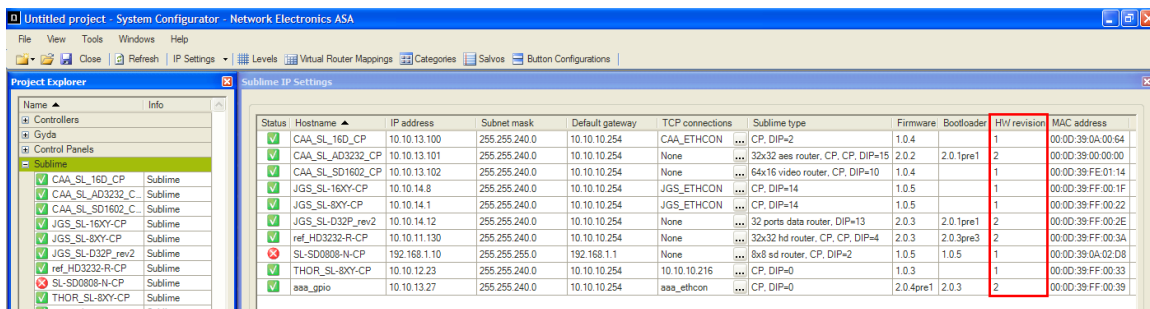 Untitled project - System Configurator - Network Electronics ASA
File View Tools Windows Help
Close Refresh IP Settings Levels Virtual Router Mappings Categories Salvos Button Configurations
Project Explorer
Name Info
Controllers
Gyda
Control Panels
Sublime
CAA_SL_16D_CP Sublime
CAA_SL_AD3232_C... Sublime
CAA_SL_SD1602_C... Sublime
JGS_SL-16XY-CP Sublime
JGS_SL-8XY-CP Sublime
JGS_SL-D32P_rev2 Sublime
ref_HD3232-R-CP Sublime
SL-SD0808-N-CP Sublime
THOR_SL-8XY-CP Sublime
Sublime IP Settings
Status Hostname IP address Subnet mask Default gateway TCP connections Sublime type Firmware Bootloader HW revision MAC address
CAA_SL_16D_CP 10.10.13.100 255.255.240.0 10.10.10.254 CAA_ETHCON ... CP, DIP=2 1.0.4 1 00:0D:39:0A:00:64
CAA_SL_AD3232_CP 10.10.13.101 255.255.240.0 10.10.10.254 None ... 32x32 aes router, CP, CP, DIP=15 2.0.2 2.0.1pre1 2 00:0D:39:00:00:00
CAA_SL_SD1602_CP 10.10.13.102 255.255.240.0 10.10.10.254 None ... 64x16 video router, CP, DIP=10 1.0.4 1 00:0D:39:FE:01:14
JGS_SL-16XY-CP 10.10.14.8 255.255.240.0 10.10.10.254 JGS_ETHCON ... CP, DIP=14 1.0.5 1 00:0D:39:FF:00:1F
JGS_SL-8XY-CP 10.10.14.1 255.255.240.0 10.10.10.254 JGS_ETHCON ... CP, DIP=14 1.0.5 1 00:0D:39:FF:00:22
JGS_SL-D32P_rev2 10.10.14.12 255.255.240.0 10.10.10.254 None ... 32 ports data router, DIP=13 2.0.3 2.0.1pre1 2 00:0D:39:FF:00:2E
ref_HD3232-R-CP 10.10.11.130 255.255.240.0 10.10.10.254 None ... 32x32 hd router, CP, CP, DIP=4 2.0.3 2.0.3pre3 2 00:0D:39:FF:00:3A
SL-SD0808-N-CP 192.168.1.10 255.255.255.0 192.168.1.1 None ... 8x8 sd router, CP, DIP=2 1.0.5 1.0.5 1 00:0D:39:0A:02:D8
THOR_SL-8XY-CP 10.10.12.23 255.255.240.0 10.10.10.254 10.10.10.216 ... CP, DIP=0 1.0.3 1 00:0D:39:FF:00:33
aaa_gpio 10.10.13.27 255.255.240.0 10.10.10.254 aaa_ethcon ... CP, DIP=0 2.0.4pre1 2.0.3 2 00:0D:39:FF:00:39